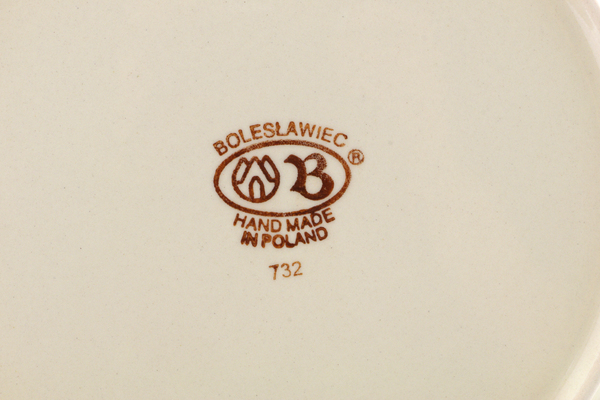 BOLESŁAWIEC
®
B
HAND MADE
IN POLAND
732